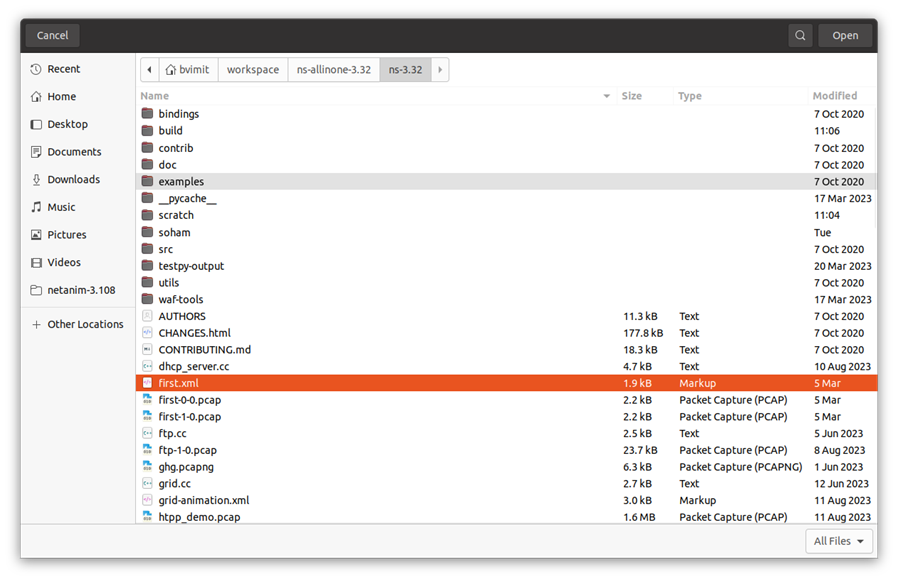 Cancel Open
Recent
Home
Desktop
Documents
Downloads
Music
Pictures
Videos
netanim-3.108
Other Locations
bvimit workspace ns-allinone-3.32 ns-3.32
Name Size Type Modified
bindings 7 Oct 2020
build 11:06
contrib 7 Oct 2020
doc 7 Oct 2020
examples 7 Oct 2020
__pycache__ 17 Mar 2023
scratch 11:04
soham Tue
src 7 Oct 2020
testpy-output 20 Mar 2023
utils 7 Oct 2020
waf-tools 17 Mar 2023
AUTHORS 11.3 kB Text 7 Oct 2020
CHANGES.html 177.8 kB Text 7 Oct 2020
CONTRIBUTING.md 18.3 kB Text 7 Oct 2020
dhcp_server.cc 4.7 kB Text 10 Aug 2023
first.xml 1.9 kB Markup 5 Mar
first-0-0.pcap 2.2 kB Packet Capture (PCAP) 5 Mar
first-1-0.pcap 2.2 kB Packet Capture (PCAP) 5 Mar
ftp.cc 2.5 kB Text 5 Jun 2023
ftp-1-0.pcap 23.7 kB Packet Capture (PCAP) 8 Aug 2023
ghg.pcapng 6.3 kB Packet Capture (PCAPNG) 1 Jun 2023
grid.cc 2.7 kB Text 12 Jun 2023
grid-animation.xml 3.0 kB Markup 11 Aug 2023
htpp_demo.pcap 1.6 MB Packet Capture (PCAP) 11 Aug 2023
All Files